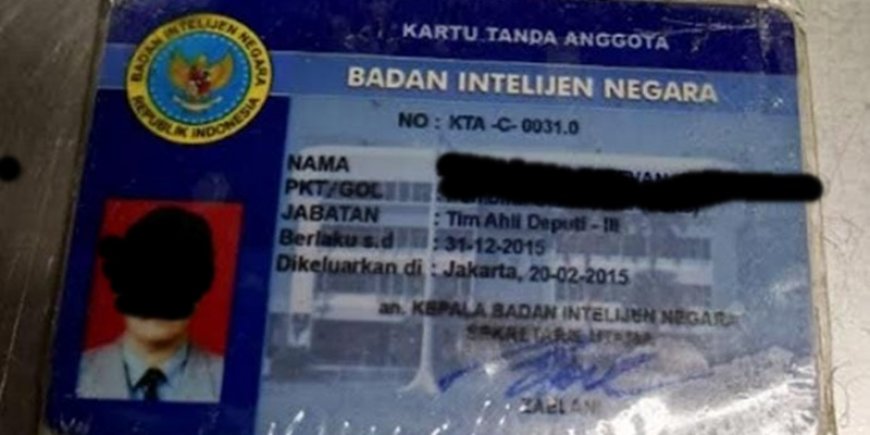 KARTU TANDA ANGGOTA
BADAN INTELIJEN NEGARA
BADAN INTELIJEN NEGARA
REPUBLIK INDONESIA
NO : KTA -C- 0031.0
NAMA
PKT/GOL :
JABATAN : Tim Ahli Deputi - III
Berlaku s.d : 31-12-2015
Dikeluarkan di : Jakarta, 20-02-2015
an. KEPALA BADAN INTELIJEN NEGARA
SEKRETARIS UTAMA